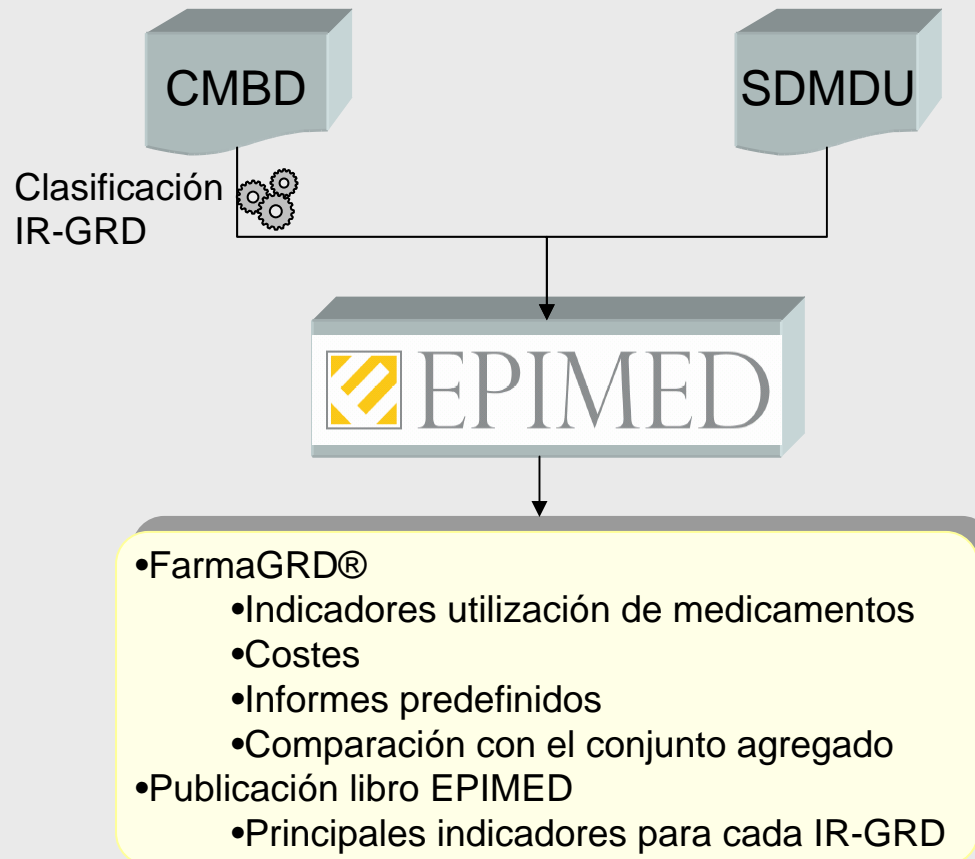 CMBD
SDMDU
Clasificación
IR-GRD
EPIMED
•FarmaGRD®
•Indicadores utilización de medicamentos
•Costes
•Informes predefinidos
•Comparación con el conjunto agregado
•Publicación libro EPIMED
•Principales indicadores para cada IR-GRD